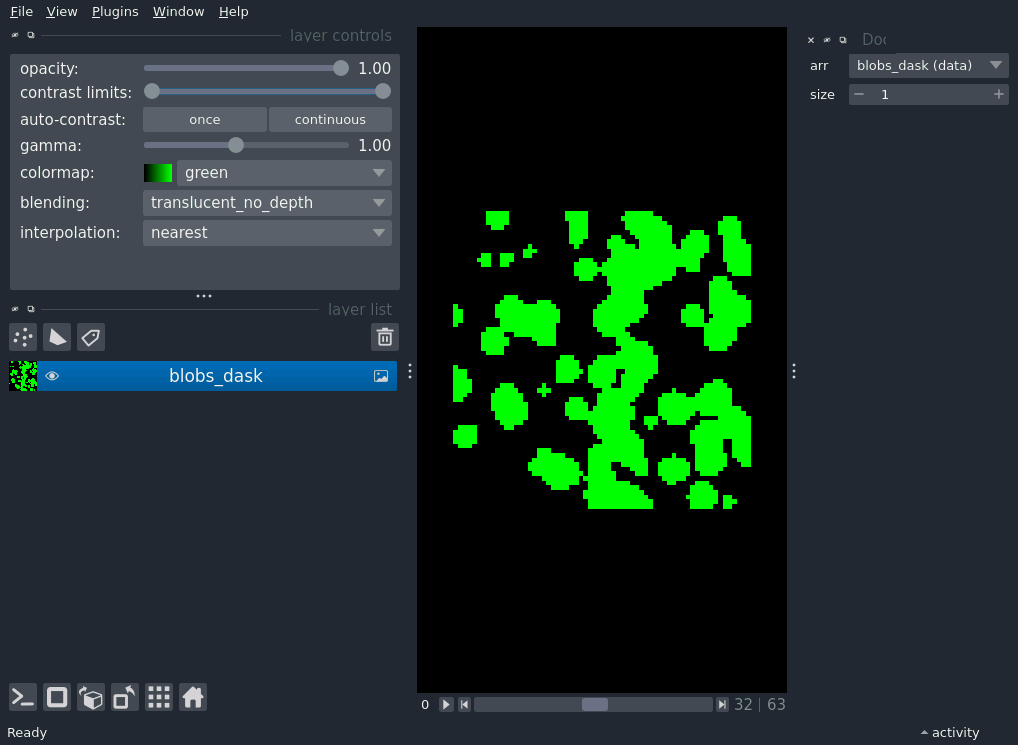 File View Plugins Window Help
layer controls
opacity: 1.00
contrast limits:
auto-contrast: once continuous
gamma: 1.00
colormap: green
blending: translucent_no_depth
interpolation: nearest
layer list
blobs_dask
arr blobs_dask (data)
size 1
0 32 | 63
Ready
activity